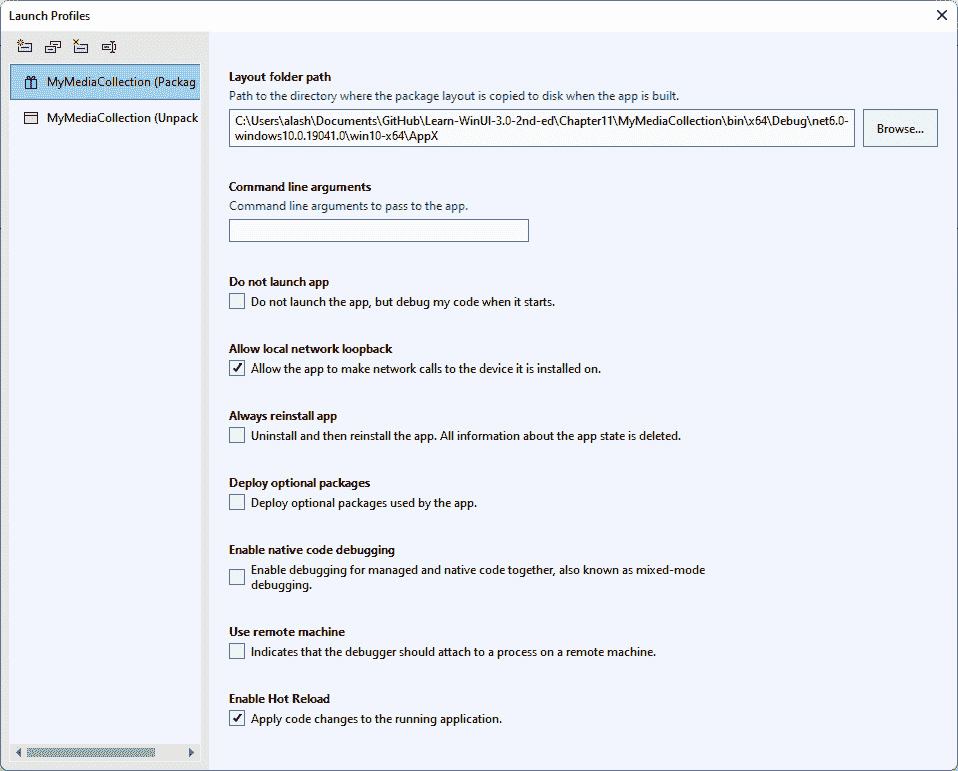 Launch Profiles
MyMediaCollection (Packag
MyMediaCollection (Unpack
Layout folder path
Path to the directory where the package layout is copied to disk when the app is built.
C:\Users\alash\Documents\GitHub\Learn-WinUI-3.0-2nd-ed\Chapter11\MyMediaCollection\bin\x64\Debug\net6.0-
windows10.0.19041.0\win10-x64\AppX
Browse...
Command line arguments
Command line arguments to pass to the app.
Do not launch app
Do not launch the app, but debug my code when it starts.
Allow local network loopback
Allow the app to make network calls to the device it is installed on.
Always reinstall app
Uninstall and then reinstall the app. All information about the app state is deleted.
Deploy optional packages
Deploy optional packages used by the app.
Enable native code debugging
Enable debugging for managed and native code together, also known as mixed-mode
debugging.
Use remote machine
Indicates that the debugger should attach to a process on a remote machine.
Enable Hot Reload
Apply code changes to the running application.